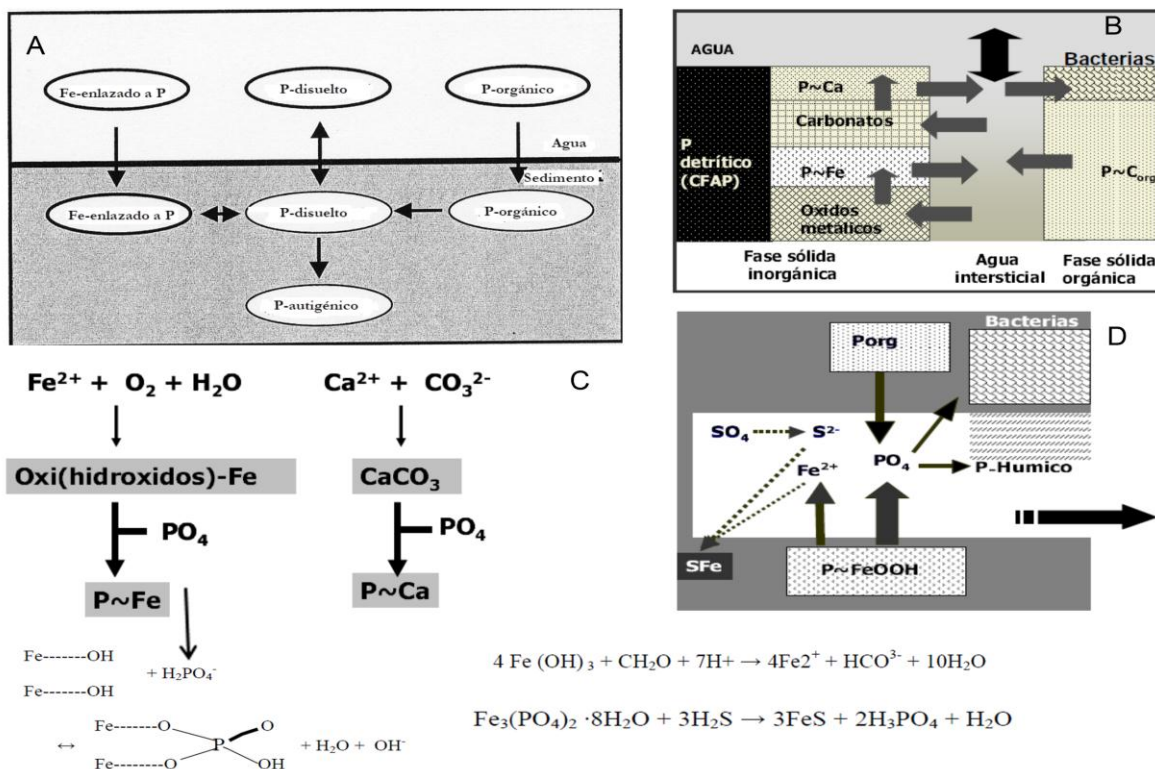 A
Fe-enlazado a P
P-disuelto
P-orgánico
Agua
Sedimento
Fe-enlazado a P
P-disuelto
P-orgánico
P-autigénico
B
AGUA
Bacterias
P~Ca
Carbonatos
P
detrítico
(CFAP)
P~Fe
P~Corg
Oxidos
metálicos
Fase sólida
inorgánica
Agua
intersticial
Fase sólida
orgánica
C
Fe²⁺ + O₂ + H₂O
Ca²⁺ + CO₃²⁻
Oxi(hidroxidos)-Fe
CaCO₃
PO₄
PO₄
P~Fe
P~Ca
Fe-------OH
+ H₂PO₄⁻
Fe-------OH
Fe-------O
O
↔
P
+ H₂O + OH⁻
Fe-------O
OH
D
Bacterias
Porg
SO₄
S²⁻
Fe²⁺
PO₄
P-Humico
SFe
P~FeOOH
4 Fe (OH) ₃ + CH₂O + 7H+ → 4Fe2⁺ + HCO³⁻ + 10H₂O
Fe₃(PO₄)₂ ·8H₂O + 3H₂S → 3FeS + 2H₃PO₄ + H₂O